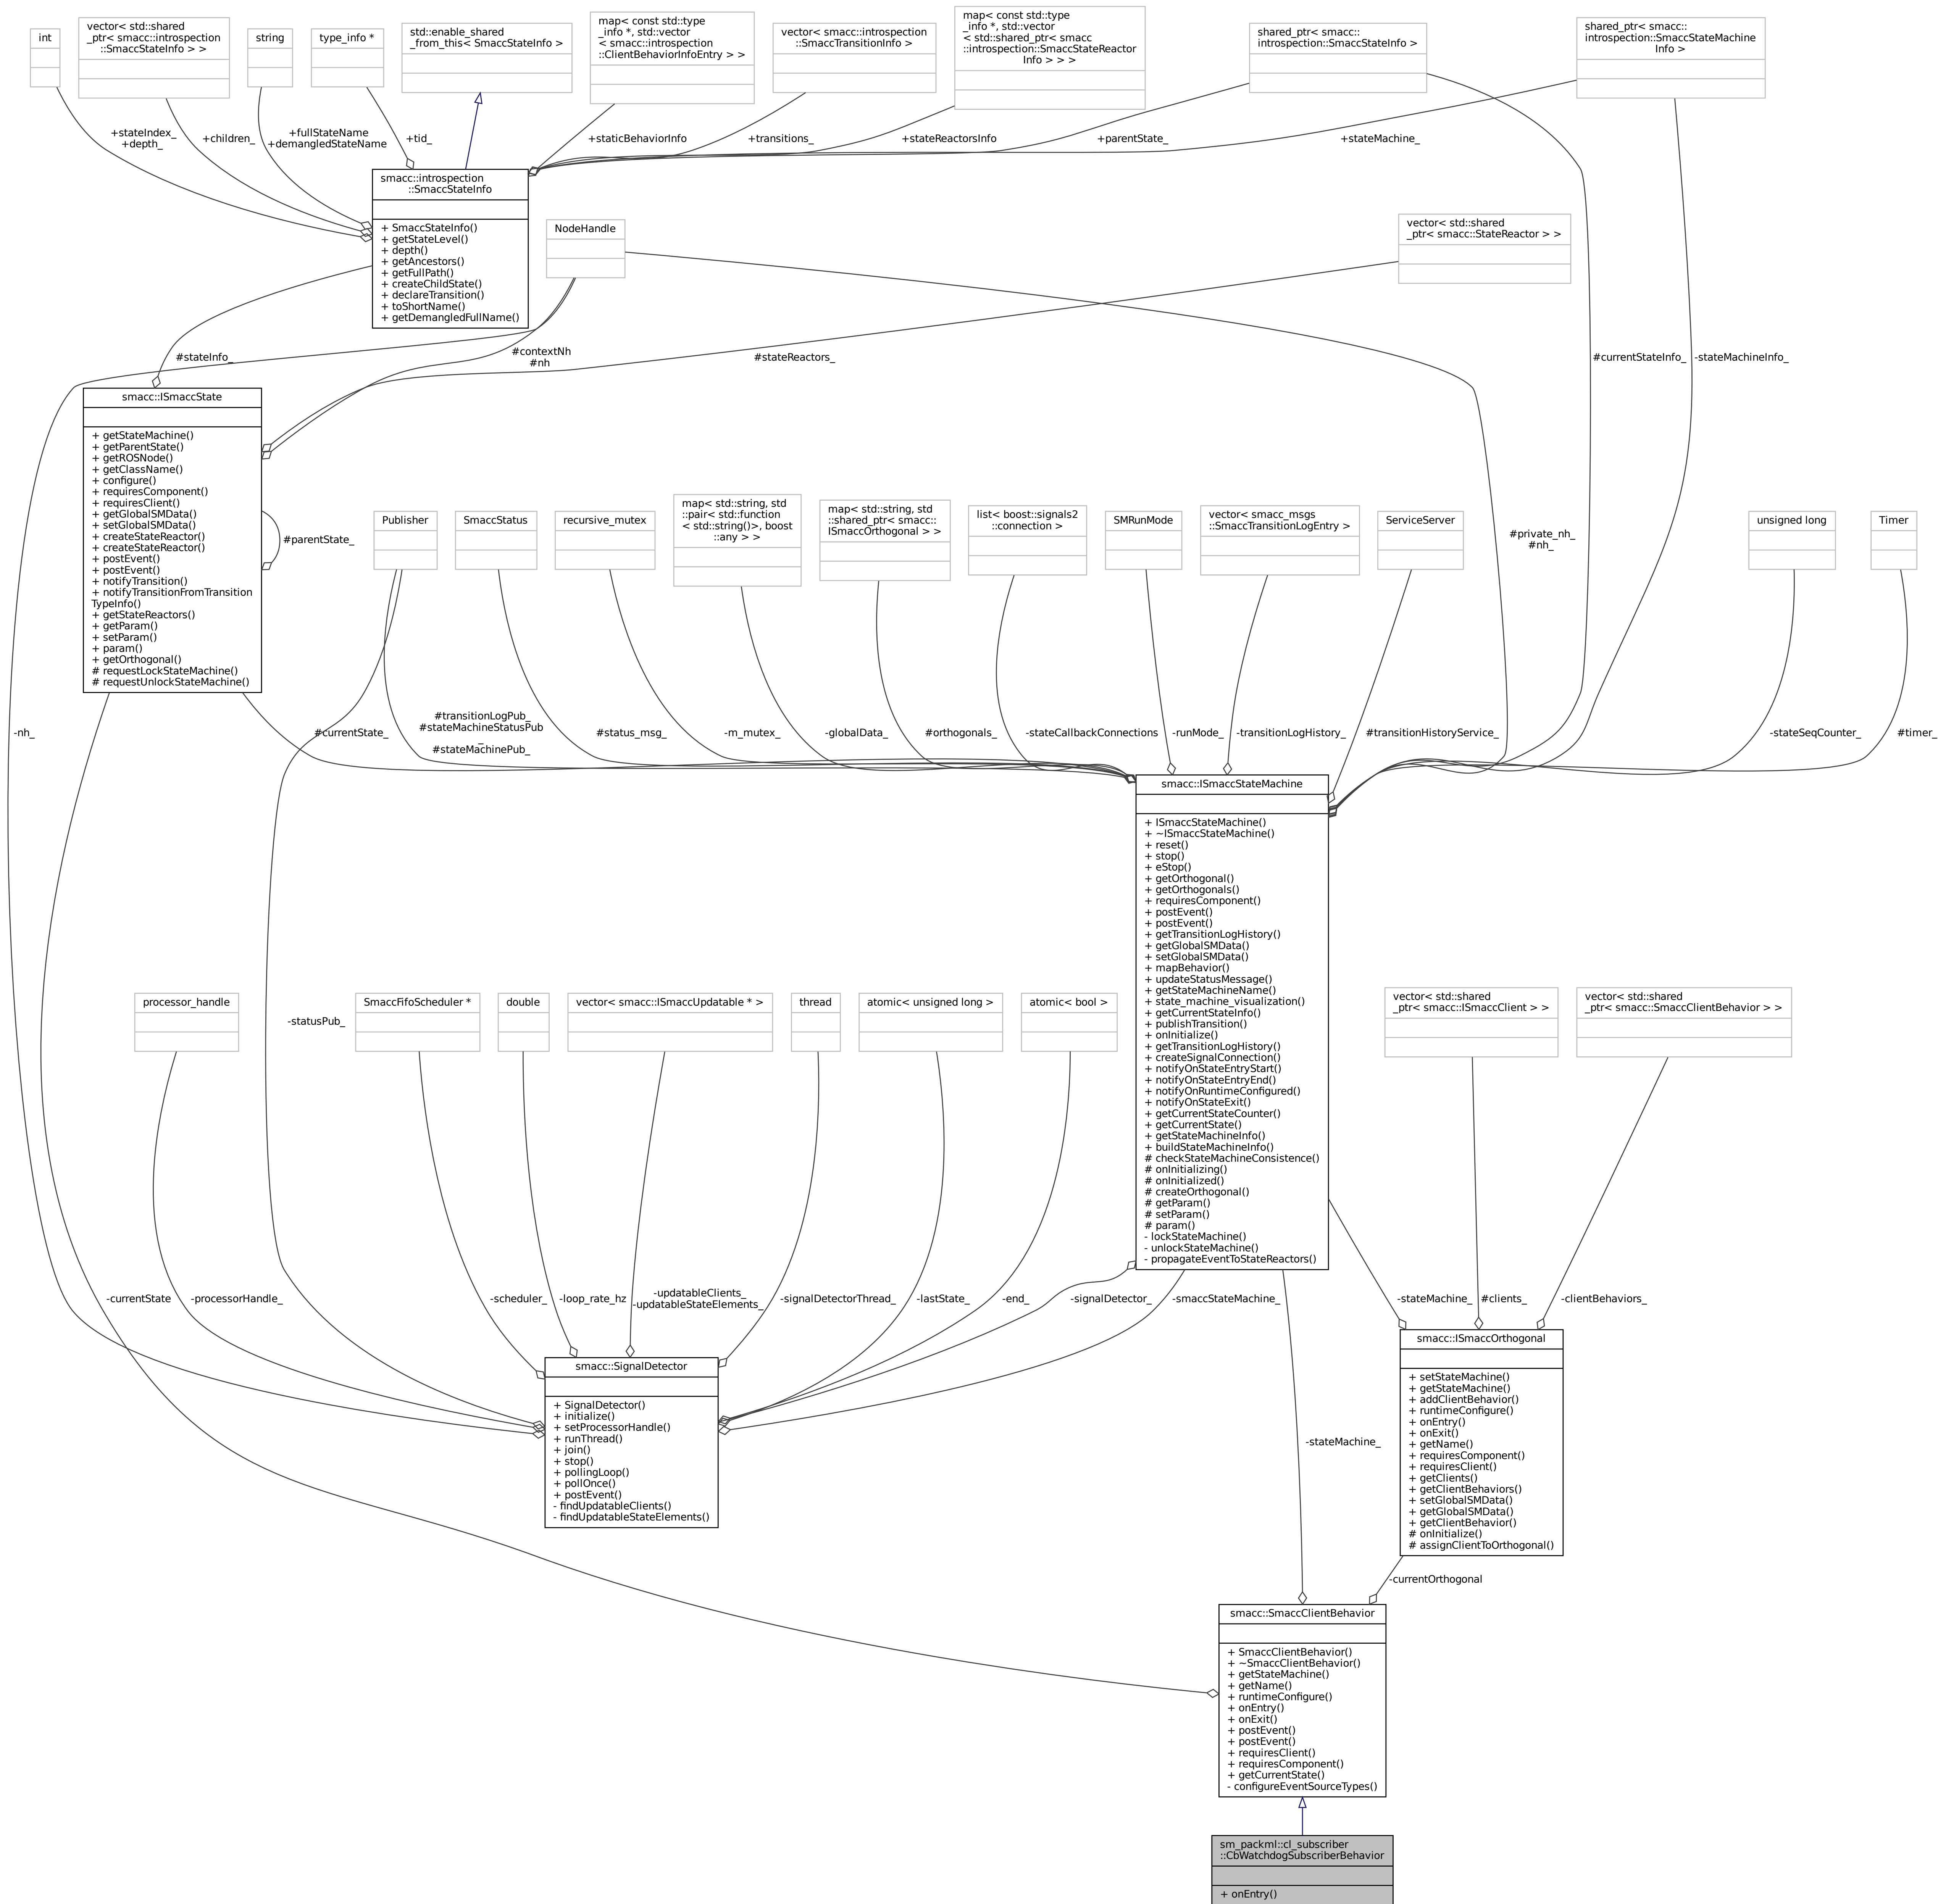 int
vector< std::shared
_ptr< smacc::introspection
::SmaccStateInfo > >
string
type_info *
std::enable_shared
_from_this< SmaccStateInfo >
map< const std::type
_info *, std::vector
< smacc::introspection
::ClientBehaviorInfoEntry > >
vector< smacc::introspection
::SmaccTransitionInfo >
map< const std::type
_info *, std::vector
< std::shared_ptr< smacc
::introspection::SmaccStateReactor
Info > > >
shared_ptr< smacc::
introspection::SmaccStateInfo >
shared_ptr< smacc::
introspection::SmaccStateMachine
Info >
+stateIndex_
+depth_
+children_
+fullStateName
+demangledStateName
+tid_
+staticBehaviorInfo
+transitions_
+stateReactorsInfo
+parentState_
+stateMachine_
smacc::introspection
::SmaccStateInfo
+ SmaccStateInfo()
+ getStateLevel()
+ depth()
+ getAncestors()
+ getFullPath()
+ createChildState()
+ declareTransition()
+ toShortName()
+ getDemangledFullName()
NodeHandle
vector< std::shared
_ptr< smacc::StateReactor > >
#stateInfo_
#contextNh
#nh
#stateReactors_
#currentStateInfo_
-stateMachineInfo_
smacc::ISmaccState
+ getStateMachine()
+ getParentState()
+ getROSNode()
+ getClassName()
+ configure()
+ requiresComponent()
+ requiresClient()
+ getGlobalSMData()
+ setGlobalSMData()
+ createStateReactor()
+ createStateReactor()
+ postEvent()
+ postEvent()
+ notifyTransition()
+ notifyTransitionFromTransition
TypeInfo()
+ getStateReactors()
+ getParam()
+ setParam()
+ param()
+ getOrthogonal()
# requestLockStateMachine()
# requestUnlockStateMachine()
#parentState_
Publisher
SmaccStatus
recursive_mutex
map< std::string, std
::pair< std::function
< std::string()>, boost
::any > >
map< std::string, std
::shared_ptr< smacc::
ISmaccOrthogonal > >
list< boost::signals2
::connection >
SMRunMode
vector< smacc_msgs
::SmaccTransitionLogEntry >
ServiceServer
#private_nh_
#nh_
unsigned long
Timer
-nh_
#currentState_
#transitionLogPub_
#stateMachineStatusPub
_
#stateMachinePub_
#status_msg_
-m_mutex_
-globalData_
#orthogonals_
-stateCallbackConnections
-runMode_
-transitionLogHistory_
#transitionHistoryService_
-stateSeqCounter_
#timer_
smacc::ISmaccStateMachine
+ ISmaccStateMachine()
+ ~ISmaccStateMachine()
+ reset()
+ stop()
+ eStop()
+ getOrthogonal()
+ getOrthogonals()
+ requiresComponent()
+ postEvent()
+ postEvent()
+ getTransitionLogHistory()
+ getGlobalSMData()
+ setGlobalSMData()
+ mapBehavior()
+ updateStatusMessage()
+ getStateMachineName()
+ state_machine_visualization()
+ getCurrentStateInfo()
+ publishTransition()
+ onInitialize()
+ getTransitionLogHistory()
+ createSignalConnection()
+ notifyOnStateEntryStart()
+ notifyOnStateEntryEnd()
+ notifyOnRuntimeConfigured()
+ notifyOnStateExit()
+ getCurrentStateCounter()
+ getCurrentState()
+ getStateMachineInfo()
+ buildStateMachineInfo()
# checkStateMachineConsistence()
# onInitializing()
# onInitialized()
# createOrthogonal()
# getParam()
# setParam()
# param()
- lockStateMachine()
- unlockStateMachine()
- propagateEventToStateReactors()
processor_handle
-statusPub_
SmaccFifoScheduler *
double
vector< smacc::ISmaccUpdatable * >
thread
atomic< unsigned long >
atomic< bool >
vector< std::shared
_ptr< smacc::ISmaccClient > >
vector< std::shared
_ptr< smacc::SmaccClientBehavior > >
-currentState
-processorHandle_
-scheduler_
-loop_rate_hz
-updatableClients_
-updatableStateElements_
-signalDetectorThread_
-lastState_
-end_
-signalDetector_
-smaccStateMachine_
-stateMachine_
#clients_
-clientBehaviors_
smacc::SignalDetector
+ SignalDetector()
+ initialize()
+ setProcessorHandle()
+ runThread()
+ join()
+ stop()
+ pollingLoop()
+ pollOnce()
+ postEvent()
- findUpdatableClients()
- findUpdatableStateElements()
-stateMachine_
smacc::ISmaccOrthogonal
+ setStateMachine()
+ getStateMachine()
+ addClientBehavior()
+ runtimeConfigure()
+ onEntry()
+ onExit()
+ getName()
+ requiresComponent()
+ requiresClient()
+ getClients()
+ getClientBehaviors()
+ setGlobalSMData()
+ getGlobalSMData()
+ getClientBehavior()
# onInitialize()
# assignClientToOrthogonal()
-currentOrthogonal
smacc::SmaccClientBehavior
+ SmaccClientBehavior()
+ ~SmaccClientBehavior()
+ getStateMachine()
+ getName()
+ runtimeConfigure()
+ onEntry()
+ onExit()
+ postEvent()
+ postEvent()
+ requiresClient()
+ requiresComponent()
+ getCurrentState()
- configureEventSourceTypes()
sm_packml::cl_subscriber
::CbWatchdogSubscriberBehavior
+ onEntry()